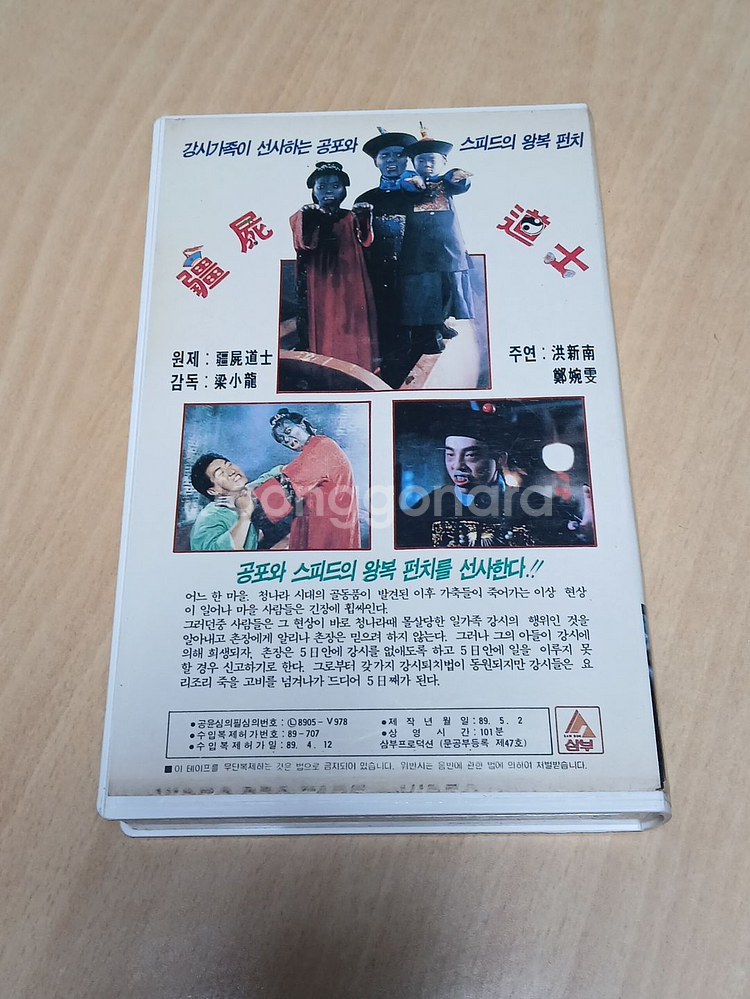 강시가족이 선사하는 공포와 스피드의 왕복 펀치
疆屍道士
원제 : 疆屍道士
감독 : 梁小龍
주연 : 洪新南
鄭婉雯
joonggonara
공포와 스피드의 왕복 펀치를 선사한다.!!
어느 한 마을, 청나라 시대의 골동품이 발견된 이후 가축들이 죽어가는 이상 현상
이 일어나 마을 사람들은 긴장에 휩싸인다.
그러던중 사람들은 그 현상이 바로 청나라때 몰살당한 일가족 강시의 행위인 것을
알아내고 촌장에게 알리나 촌장은 믿으려 하지 않는다. 그러나 그의 아들이 강시에
의해 희생되자, 촌장은 5日안에 강시를 없애도록 하고 5日안에 일을 이루지 못
할 경우 신고하기로 한다. 그로부터 갖가지 강시퇴치법이 동원되지만 강시들은 요
리조리 죽을 고비를 넘겨나가 드디어 5日째가 된다.
●공윤심의필심의번호 : Ⓛ8905-V978
●수입복제허가번호 : 89-707
●수입복제허가일 : 89. 4. 12
●제작년월일 : 89. 5. 2
●상영시간 : 101분
삼부프로덕션 (문공부등록 제47호)
삼부
■이 테이프를 무단복제하는 것은 법으로 금지되어 있습니다. 위반시는 음반에 관한 법에 의하여 처벌받습니다.